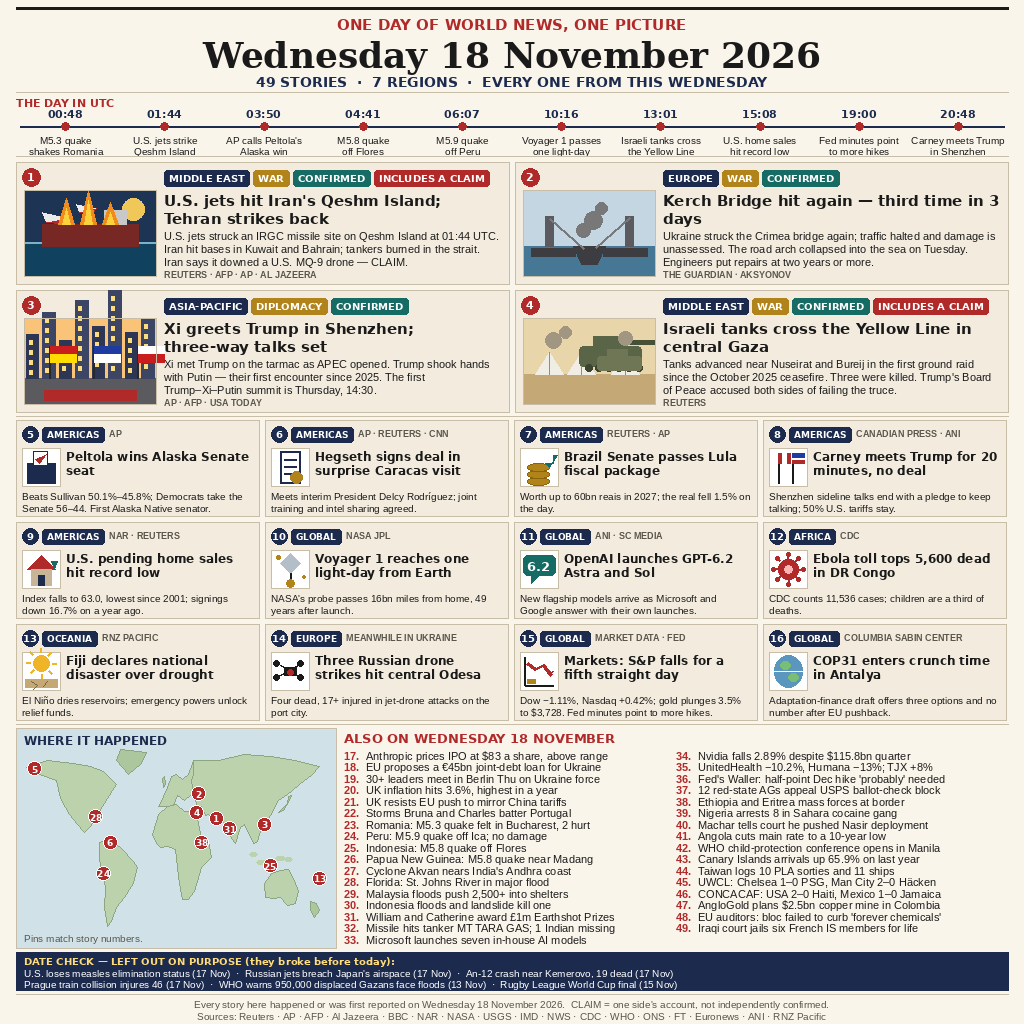 ONE DAY OF WORLD NEWS, ONE PICTURE
Wednesday 18 November 2026
49 STORIES · 7 REGIONS · EVERY ONE FROM THIS WEDNESDAY
THE DAY IN UTC
00:48 01:44 03:50 04:41 06:07 10:16 13:01 15:08 19:00 20:48
M5.3 quake U.S. jets strike AP calls Peltola's M5.8 quake M5.9 quake Voyager 1 passes Israeli tanks cross U.S. home sales Fed minutes point Carney meets Trump
shakes Romania Qeshm Island Alaska win off Flores off Peru one light-day the Yellow Line hit record low to more hikes in Shenzhen
1 MIDDLE EAST WAR CONFIRMED INCLUDES A CLAIM
U.S. jets hit Iran's Qeshm Island;
Tehran strikes back
U.S. jets struck an IRGC missile site on Qeshm Island at 01:44 UTC.
Iran hit bases in Kuwait and Bahrain; tankers burned in the strait.
Iran says it downed a U.S. MQ-9 drone — CLAIM.
REUTERS · AFP · AP · AL JAZEERA
2 EUROPE WAR CONFIRMED
Kerch Bridge hit again — third time in 3
days
Ukraine struck the Crimea bridge again; traffic halted and damage is
unassessed. The road arch collapsed into the sea on Tuesday.
Engineers put repairs at two years or more.
THE GUARDIAN · AKSYONOV
3 ASIA-PACIFIC DIPLOMACY CONFIRMED
Xi greets Trump in Shenzhen;
three-way talks set
Xi met Trump on the tarmac as APEC opened. Trump shook hands
with Putin — their first encounter since 2025. The first
Trump–Xi–Putin summit is Thursday, 14:30.
AP · AFP · USA TODAY
4 MIDDLE EAST WAR CONFIRMED INCLUDES A CLAIM
Israeli tanks cross the Yellow Line in
central Gaza
Tanks advanced near Nuseirat and Bureij in the first ground raid
since the October 2025 ceasefire. Three were killed. Trump's Board
of Peace accused both sides of failing the truce.
REUTERS
5 AMERICAS AP
Peltola wins Alaska Senate
seat
Beats Sullivan 50.1%–45.8%; Democrats take the
Senate 56–44. First Alaska Native senator.
6 AMERICAS AP · REUTERS · CNN
Hegseth signs deal in
surprise Caracas visit
Meets interim President Delcy Rodríguez; joint
training and intel sharing agreed.
7 AMERICAS REUTERS · AP
Brazil Senate passes Lula
fiscal package
Worth up to 60bn reais in 2027; the real fell 1.5% on
the day.
8 AMERICAS CANADIAN PRESS · ANI
Carney meets Trump for 20
minutes, no deal
Shenzhen sideline talks end with a pledge to keep
talking; 50% U.S. tariffs stay.
9 AMERICAS NAR · REUTERS
U.S. pending home sales
hit record low
Index falls to 63.0, lowest since 2001; signings
down 16.7% on a year ago.
10 GLOBAL NASA JPL
Voyager 1 reaches one
light-day from Earth
NASA's probe passes 16bn miles from home, 49
years after launch.
11 GLOBAL ANI · SC MEDIA
6.2
OpenAI launches GPT-6.2
Astra and Sol
New flagship models arrive as Microsoft and
Google answer with their own launches.
12 AFRICA CDC
Ebola toll tops 5,600 dead
in DR Congo
CDC counts 11,536 cases; children are a third of
deaths.
13 OCEANIA RNZ PACIFIC
Fiji declares national
disaster over drought
El Niño dries reservoirs; emergency powers unlock
relief funds.
14 EUROPE MEANWHILE IN UKRAINE
Three Russian drone
strikes hit central Odesa
Four dead, 17+ injured in jet-drone attacks on the
port city.
15 GLOBAL MARKET DATA · FED
Markets: S&P falls for a
fifth straight day
Dow −1.11%, Nasdaq +0.42%; gold plunges 3.5%
to $3,728. Fed minutes point to more hikes.
16 GLOBAL COLUMBIA SABIN CENTER
COP31 enters crunch time
in Antalya
Adaptation-finance draft offers three options and no
number after EU pushback.
WHERE IT HAPPENED
5
2
28
4
1
3
31
6
38
25
24
13
Pins match story numbers.
ALSO ON WEDNESDAY 18 NOVEMBER
17. Anthropic prices IPO at $83 a share, above range
18. EU proposes a €45bn joint-debt loan for Ukraine
19. 30+ leaders meet in Berlin Thu on Ukraine force
20. UK inflation hits 3.6%, highest in a year
21. UK resists EU push to mirror China tariffs
22. Storms Bruna and Charles batter Portugal
23. Romania: M5.3 quake felt in Bucharest, 2 hurt
24. Peru: M5.9 quake off Ica; no damage
25. Indonesia: M5.8 quake off Flores
26. Papua New Guinea: M5.8 quake near Madang
27. Cyclone Akvan nears India's Andhra coast
28. Florida: St. Johns River in major flood
29. Malaysia floods push 2,500+ into shelters
30. Indonesia floods and landslide kill one
31. William and Catherine award £1m Earthshot Prizes
32. Missile hits tanker MT TARA GAS; 1 Indian missing
33. Microsoft launches seven in-house AI models
34. Nvidia falls 2.89% despite $115.8bn quarter
35. UnitedHealth −10.2%, Humana −13%; TJX +8%
36. Fed's Waller: half-point Dec hike 'probably' needed
37. 12 red-state AGs appeal USPS ballot-check block
38. Ethiopia and Eritrea mass forces at border
39. Nigeria arrests 8 in Sahara cocaine gang
40. Machar tells court he pushed Nasir deployment
41. Angola cuts main rate to a 10-year low
42. WHO child-protection conference opens in Manila
43. Canary Islands arrivals up 65.9% on last year
44. Taiwan logs 10 PLA sorties and 11 ships
45. UWCL: Chelsea 1–0 PSG, Man City 2–0 Häcken
46. CONCACAF: USA 2–0 Haiti, Mexico 1–0 Jamaica
47. AngloGold plans $2.5bn copper mine in Colombia
48. EU auditors: bloc failed to curb 'forever chemicals'
49. Iraqi court jails six French IS members for life
DATE CHECK — LEFT OUT ON PURPOSE (they broke before today):
U.S. loses measles elimination status (17 Nov) · Russian jets breach Japan's airspace (17 Nov) · An-12 crash near Kemerovo, 19 dead (17 Nov)
Prague train collision injures 46 (17 Nov) · WHO warns 950,000 displaced Gazans face floods (13 Nov) · Rugby League World Cup final (15 Nov)
Every story here happened or was first reported on Wednesday 18 November 2026. CLAIM = one side's account, not independently confirmed.
Sources: Reuters · AP · AFP · Al Jazeera · BBC · NAR · NASA · USGS · IMD · NWS · CDC · WHO · ONS · FT · Euronews · ANI · RNZ Pacific